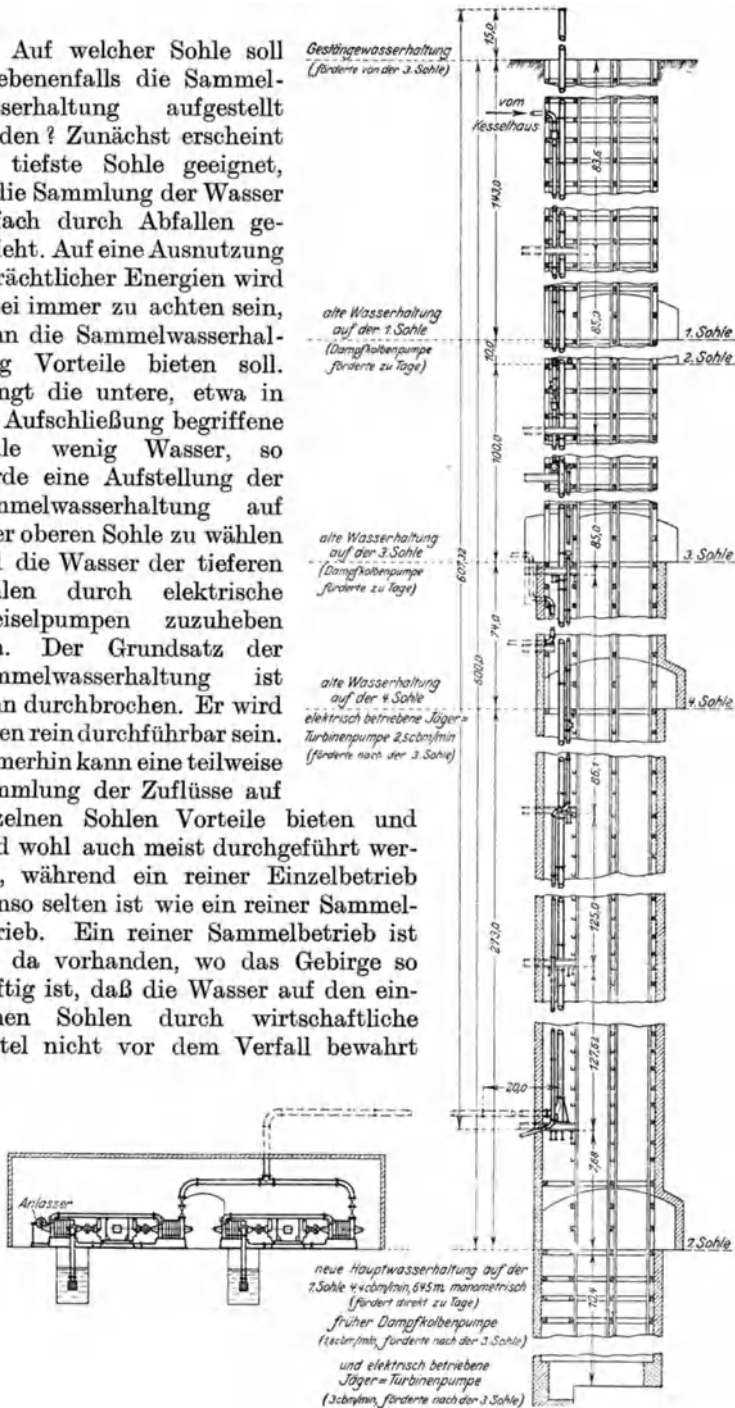 Auf welcher Sohle soll
ebenenfalls die Sammel-
serhaltung aufgestellt
den? Zunächst erscheint
tiefste Sohle geeignet,
die Sammlung der Wasser
fach durch Abfallen ge-
ieht. Auf eine Ausnutzung
rächtlicher Energien wird
ei immer zu achten sein,
n die Sammelwasserhal-
g Vorteile bieten soll.
ngt die untere, etwa in
Aufschließung begriffene
le wenig Wasser, so
rde eine Aufstellung der
mmelwasserhaltung auf
er oberen Sohle zu wählen
d die Wasser der tieferen
len durch elektrische
eiselpumpen zuzuheben
n. Der Grundsatz der
mmelwasserhaltung ist
n durchbrochen. Er wird
en rein durchführbar sein.
merhin kann eine teilweise
mmlung der Zuflüsse auf
zelnen Sohlen Vorteile bieten und
d wohl auch meist durchgeführt wer-
, während ein reiner Einzelbetrieb
nso selten ist wie ein reiner Sammel-
rieb. Ein reiner Sammelbetrieb ist
da vorhanden, wo das Gebirge so
ftig ist, daß die Wasser auf den ein-
nen Sohlen durch wirtschaftliche
tel nicht vor dem Verfall bewahrt
Gestängewasserhaltung
(förderte von der 3. Sohle)
15,0
vom
Kesselhaus
83,6
143,0
85,0
alte Wasserhaltung
auf der 1. Sohle
(Dampfkolbenpumpe
förderte zu Tage)
1. Sohle
10,0
2. Sohle
100,0
alte Wasserhaltung
auf der 3. Sohle
(Dampfkolbenpumpe
förderte zu Tage)
85,0
3. Sohle
607,32
600,0
74,0
alte Wasserhaltung
auf der 4. Sohle
elektrisch betriebene Jäger=
Turbinenpumpe 2,5cbm/min
(förderte nach der 3. Sohle)
4. Sohle
86,1
273,0
125,0
127,62
20,0
7,68
Anlasser
7. Sohle
neue Hauptwasserhaltung auf der
7. Sohle 4,4cbm/min, 645m manometrisch
(fördert direkt zu Tage)
früher Dampfkolbenpumpe
(1,8cbm/min, förderte nach der 3. Sohle)
10,4
und elektrisch betriebene
Jäger=Turbinenpumpe
(3cbm/min, förderte nach der 3. Sohle)